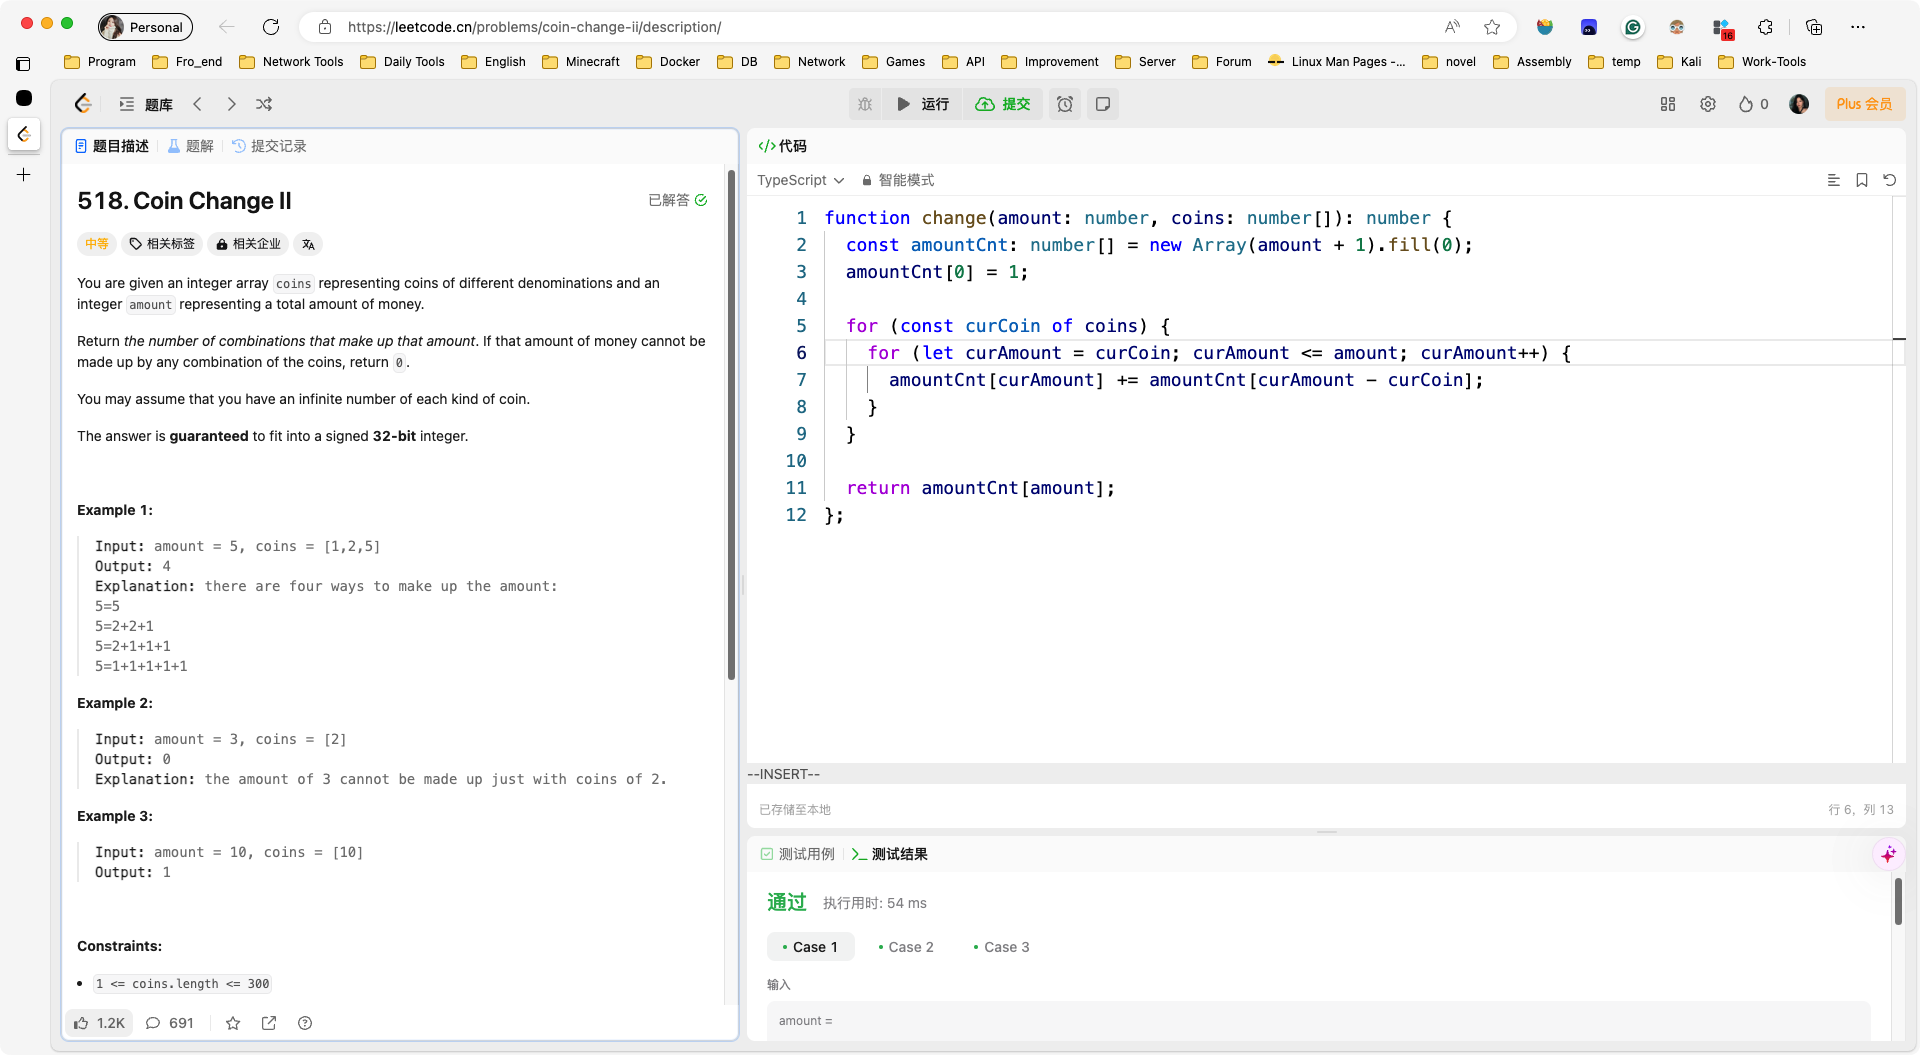 Personal
https://leetcode.cn/problems/coin-change-ii/description/
16
Program
Fro_end
Network Tools
Daily Tools
English
Minecraft
Docker
DB
Network
Games
API
Improvement
Server
Forum
Linux Man Pages -...
novel
Assembly
temp
Kali
Work-Tools
题库
运行
提交
0
Plus 会员
题目描述
题解
提交记录
518. Coin Change II
已解答
中等
相关标签
相关企业
You are given an integer array coins representing coins of different denominations and an
integer amount representing a total amount of money.
Return the number of combinations that make up that amount. If that amount of money cannot be
made up by any combination of the coins, return 0.
You may assume that you have an infinite number of each kind of coin.
The answer is guaranteed to fit into a signed 32-bit integer.
Example 1:
Input: amount = 5, coins = [1,2,5]
Output: 4
Explanation: there are four ways to make up the amount:
5=5
5=2+2+1
5=2+1+1+1
5=1+1+1+1+1
Example 2:
Input: amount = 3, coins = [2]
Output: 0
Explanation: the amount of 3 cannot be made up just with coins of 2.
Example 3:
Input: amount = 10, coins = [10]
Output: 1
Constraints:
• 1 <= coins.length <= 300
1.2K
691
</> 代码
TypeScript
智能模式
1 function change(amount: number, coins: number[]): number {
2 const amountCnt: number[] = new Array(amount + 1).fill(0);
3 amountCnt[0] = 1;
4
5 for (const curCoin of coins) {
6 for (let curAmount = curCoin; curAmount <= amount; curAmount++) {
7 amountCnt[curAmount] += amountCnt[curAmount - curCoin];
8 }
9 }
10
11 return amountCnt[amount];
12 };
--INSERT--
已存储至本地
行 6, 列 13
测试用例
测试结果
通过
执行用时: 54 ms
• Case 1
• Case 2
• Case 3
输入
amount =